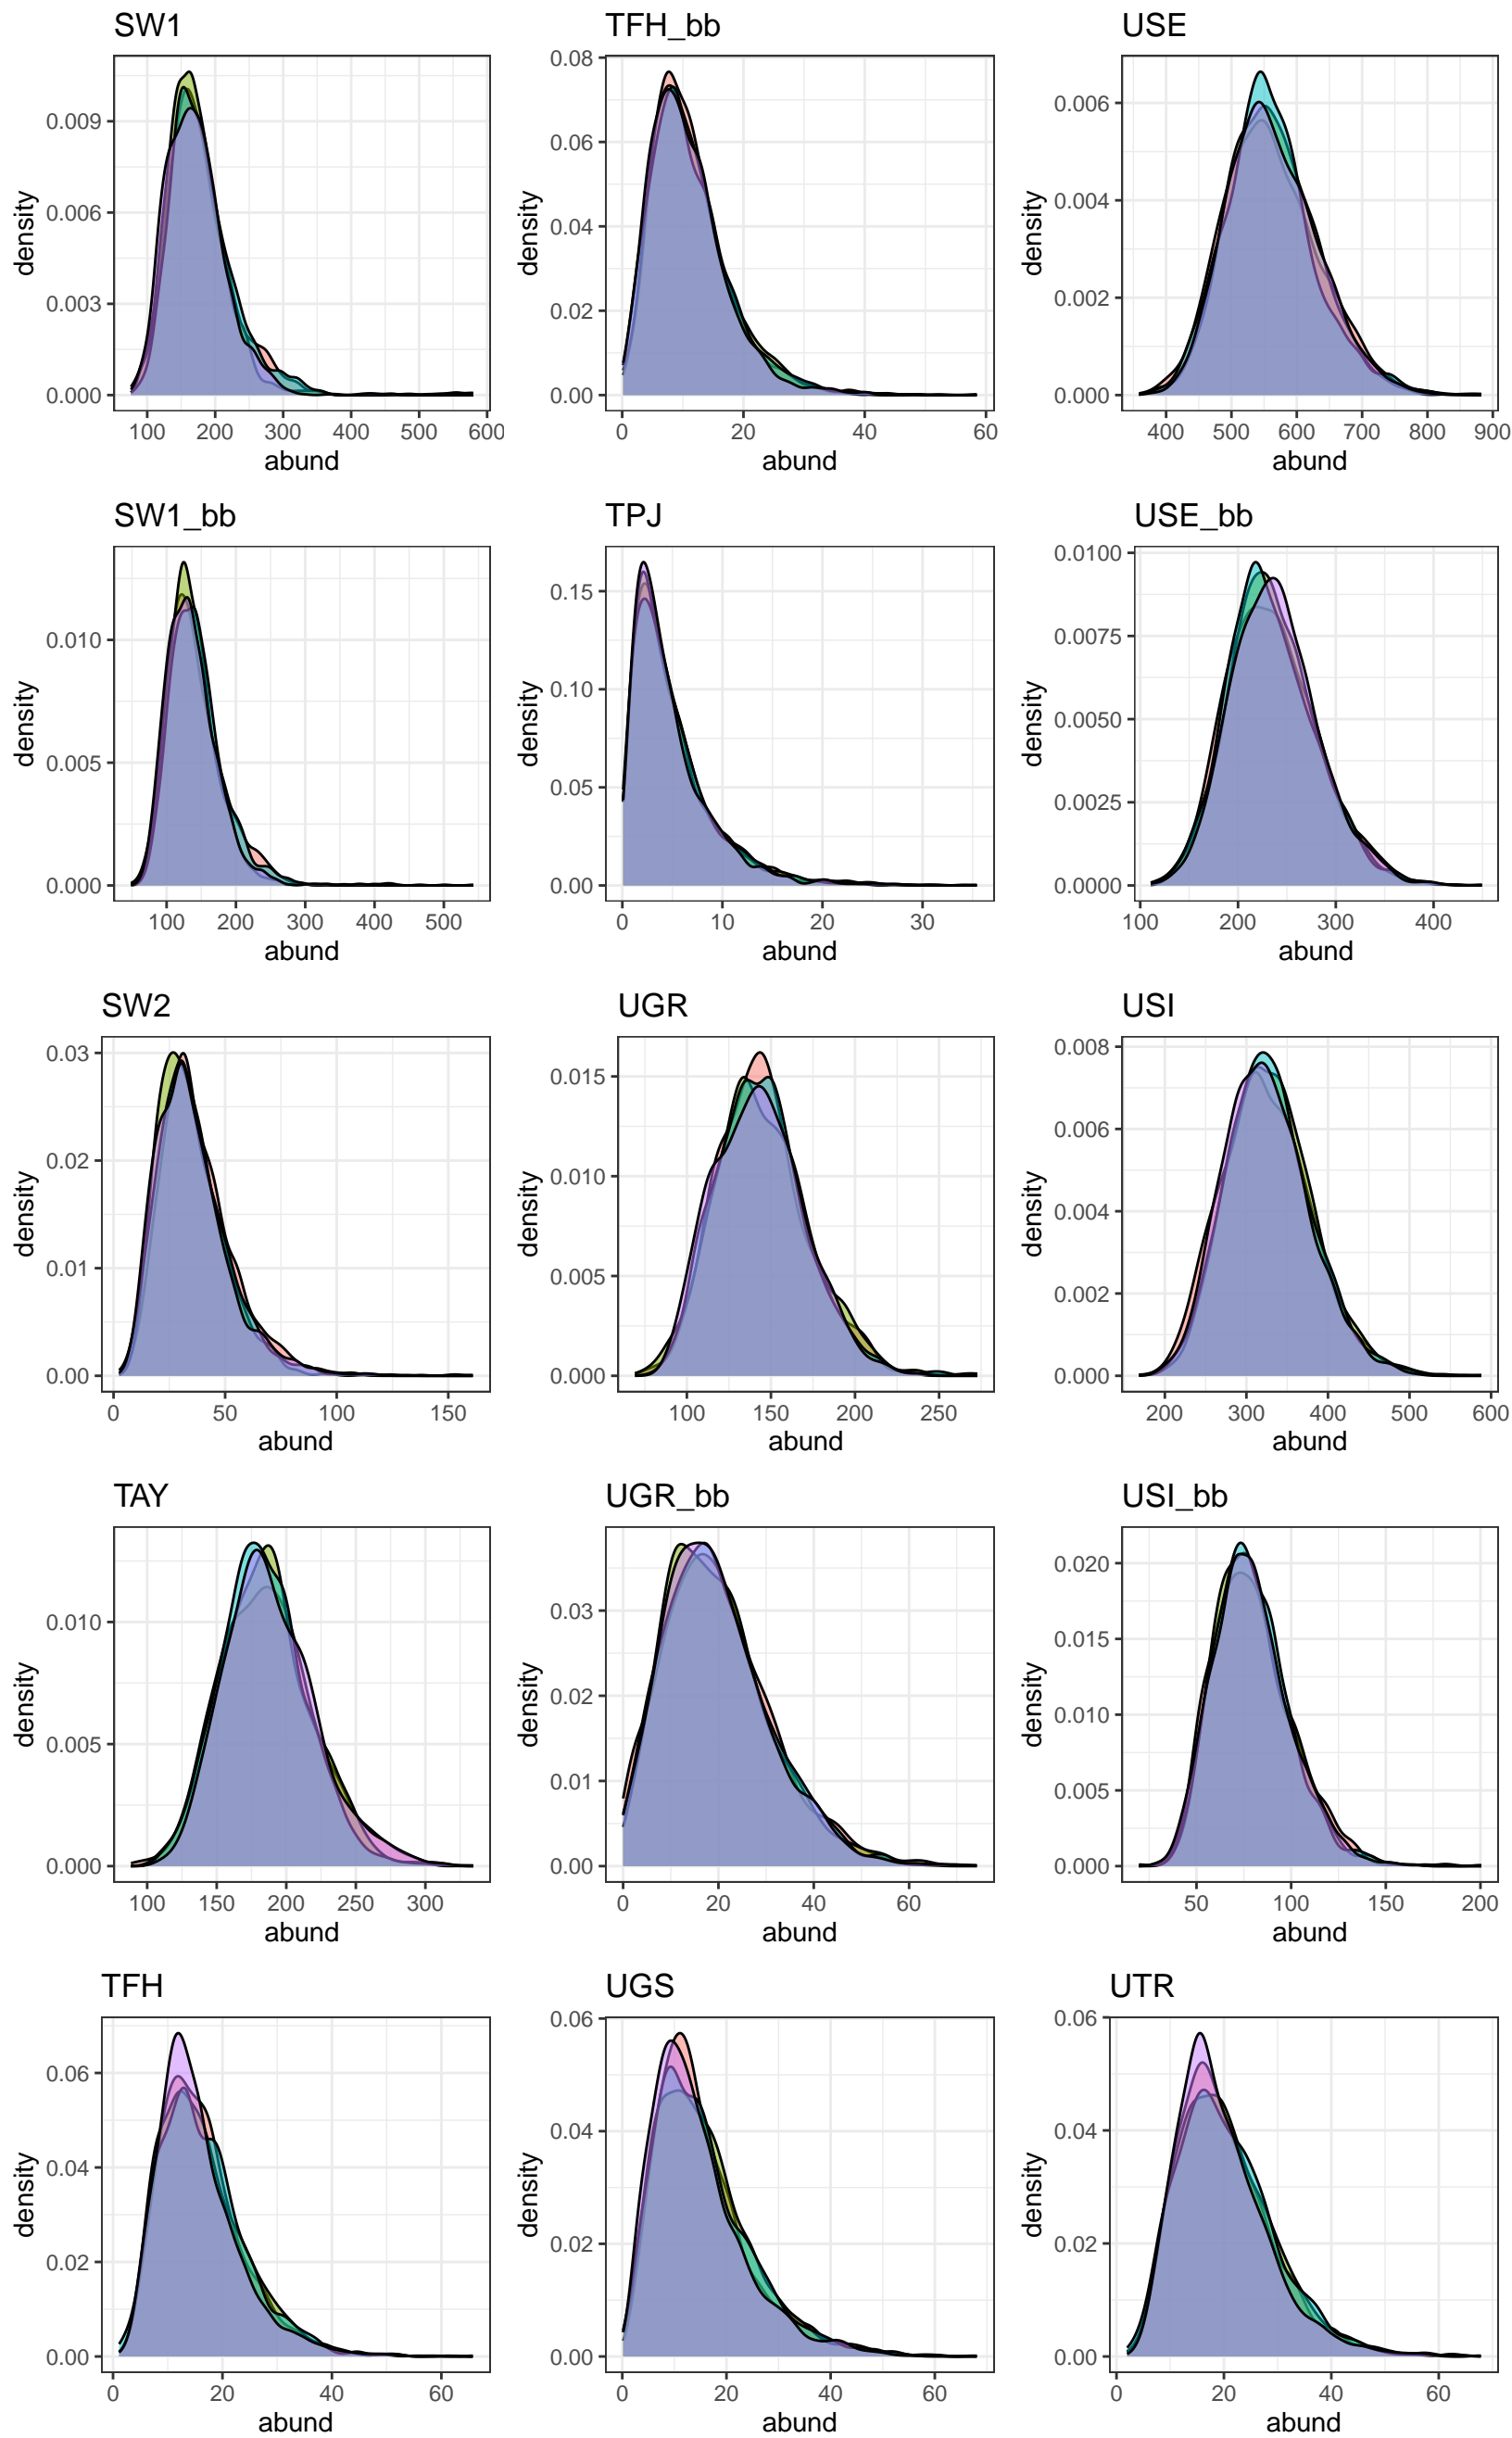 SW1
density
0.009
0.006
0.003
0.000
100 200 300 400 500 600
abund
TFH_bb
density
0.08
0.06
0.04
0.02
0.00
0 20 40 60
abund
USE
density
0.006
0.004
0.002
0.000
400 500 600 700 800 900
abund
SW1_bb
density
0.010
0.005
0.000
100 200 300 400 500
abund
TPJ
density
0.15
0.10
0.05
0.00
0 10 20 30
abund
USE_bb
density
0.0100
0.0075
0.0050
0.0025
0.0000
100 200 300 400
abund
SW2
density
0.03
0.02
0.01
0.00
0 50 100 150
abund
UGR
density
0.015
0.010
0.005
0.000
100 150 200 250
abund
USI
density
0.008
0.006
0.004
0.002
0.000
200 300 400 500 600
abund
TAY
density
0.010
0.005
0.000
100 150 200 250 300
abund
UGR_bb
density
0.03
0.02
0.01
0.00
0 20 40 60
abund
USI_bb
density
0.020
0.015
0.010
0.005
0.000
50 100 150 200
abund
TFH
density
0.06
0.04
0.02
0.00
0 20 40 60
abund
UGS
density
0.06
0.04
0.02
0.00
0 20 40 60
abund
UTR
density
0.06
0.04
0.02
0.00
0 20 40 60
abund